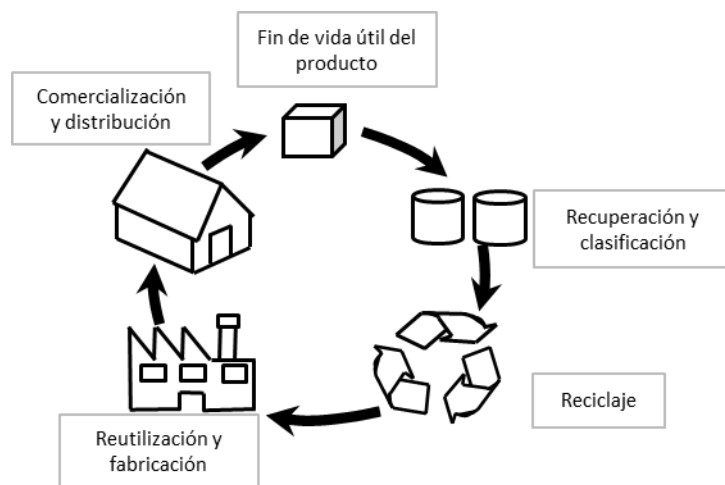 Fin de vida útil del
producto
Comercialización
y distribución
Recuperación y
clasificación
Reciclaje
Reutilización y
fabricación